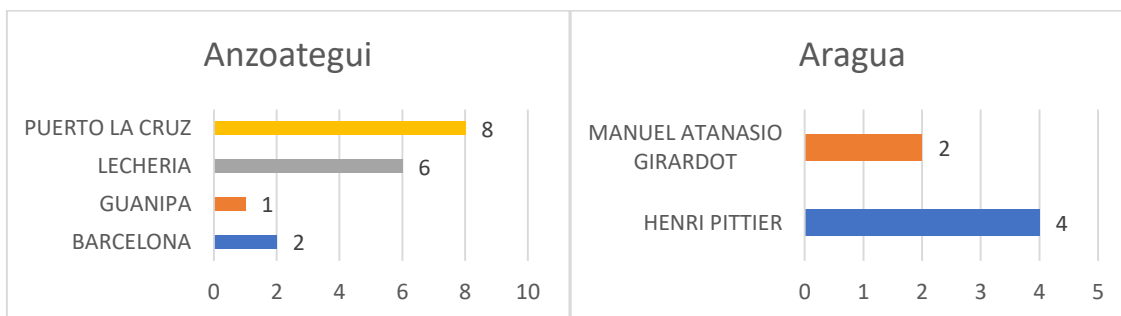 Anzoategui
PUERTO LA CRUZ 8
LECHERIA 6
GUANIPA 1
BARCELONA 2
0 2 4 6 8 10
Aragua
MANUEL ATANASIO
GIRARDOT 2
HENRI PITTIER 4
0 1 2 3 4 5